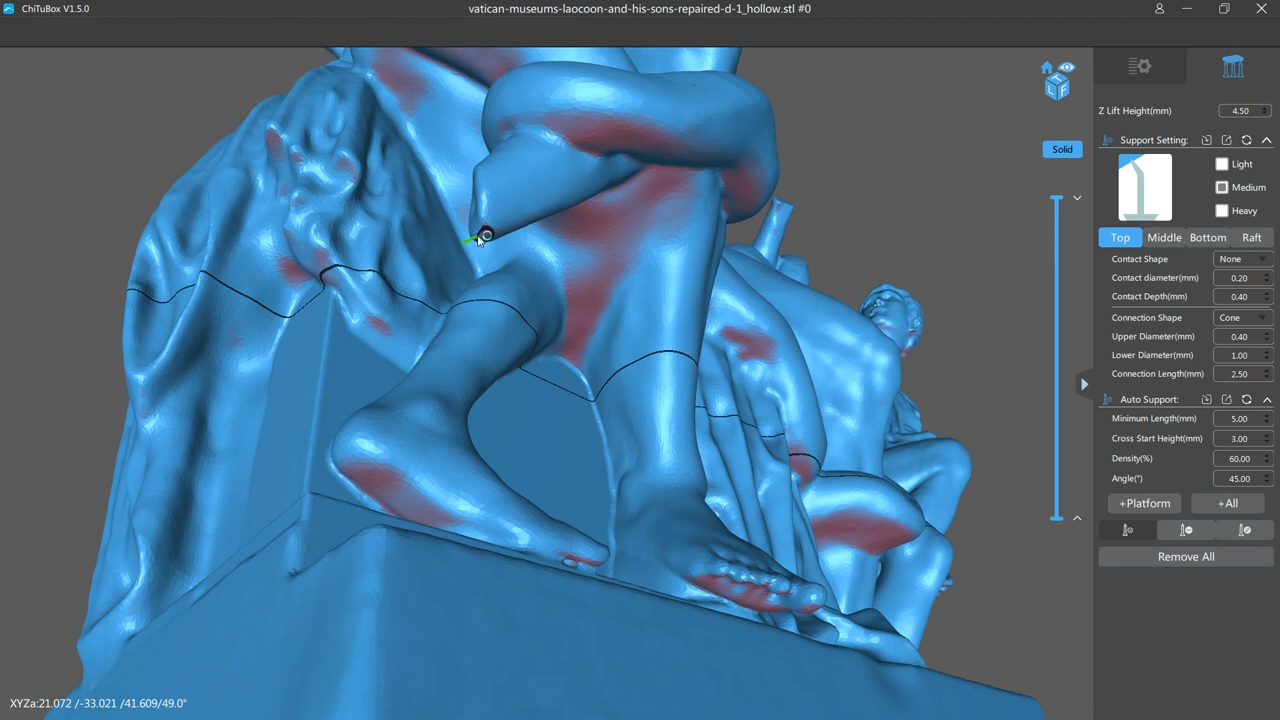 ChiTuBox V1.5.0
vatican-museums-laocoon-and-his-sons-repaired-d-1_hollow.stl #0
Z Lift Height(mm) 4.50
Support Setting:
Light
Medium
Heavy
Top Middle Bottom Raft
Contact Shape None
Contact diameter(mm) 0.20
Contact Depth(mm) 0.40
Connection Shape Cone
Upper Diameter(mm) 0.40
Lower Diameter(mm) 1.00
Connection Length(mm) 2.50
Auto Support:
Minimum Length(mm) 5.00
Cross Start Height(mm) 3.00
Density(%) 60.00
Angle(°) 45.00
+Platform +All
Remove All
T
L F
Solid
XYZa:21.072 /-33.021 /41.609/49.0°